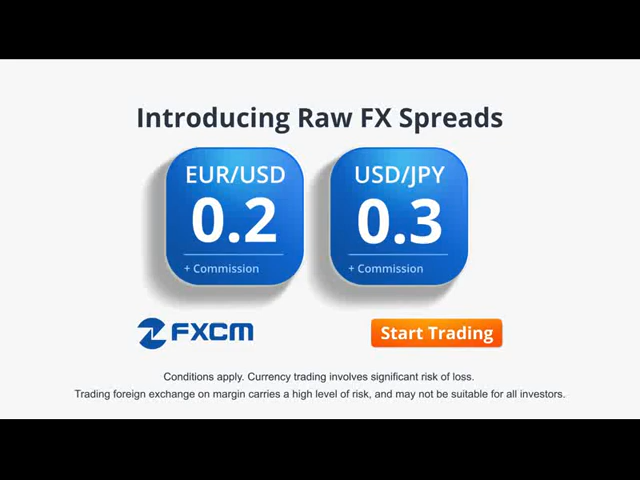 Introducing Raw FX Spreads
EUR/USD
0.2
+ Commission
USD/JPY
0.3
+ Commission
FXCM
Start Trading
Conditions apply. Currency trading involves significant risk of loss.
Trading foreign exchange on margin carries a high level of risk, and may not be suitable for all investors.